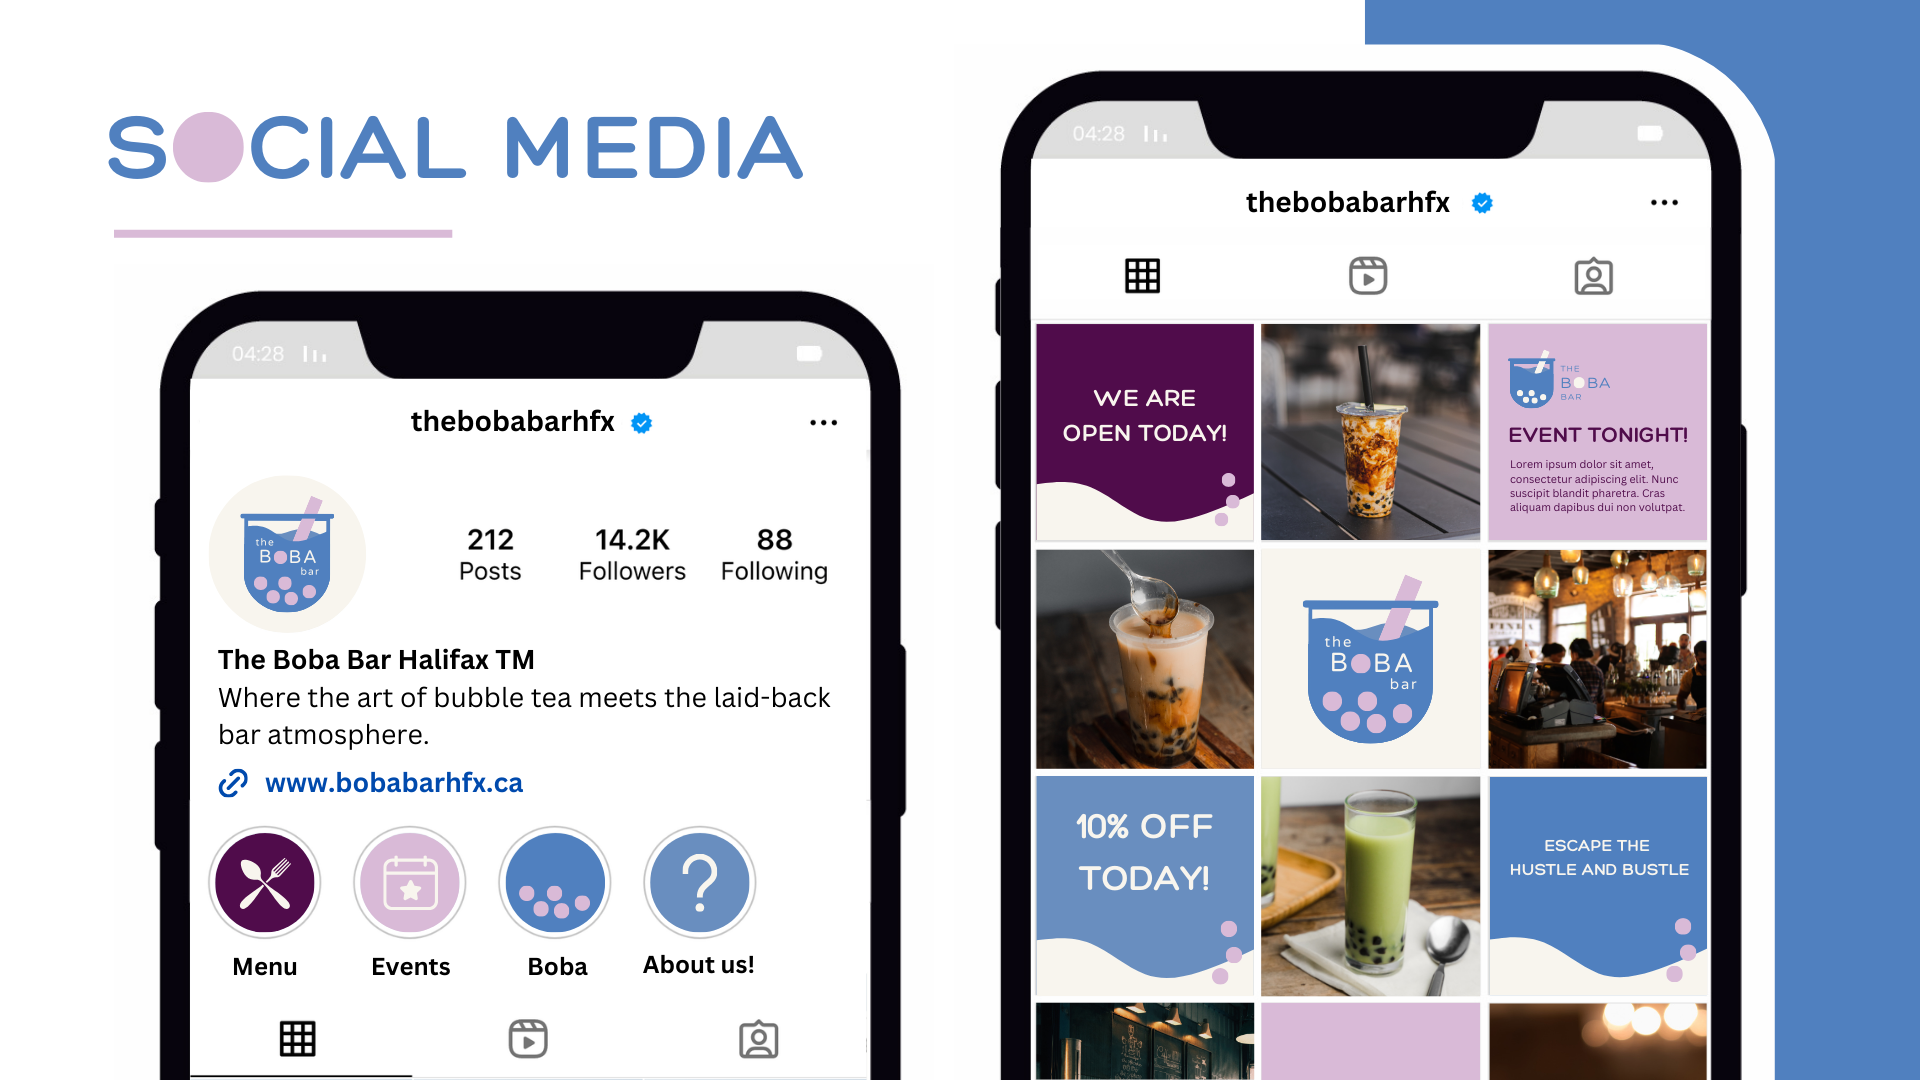 SOCIAL MEDIA
04:28
thebobabarhfx
the
BOBA
bar
212
Posts
14.2K
Followers
88
Following
The Boba Bar Halifax TM
Where the art of bubble tea meets the laid-back
bar atmosphere.
www.bobabarhfx.ca
Menu
Events
Boba
About us!
04:28
thebobabarhfx
WE ARE
OPEN TODAY!
THE
BOBA
BAR
EVENT TONIGHT!
Lorem ipsum dolor sit amet,
consectetur adipiscing elit. Nunc
suscipit blandit pharetra. Cras
aliquam dapibus dui non volutpat.
the
BOBA
bar
10% OFF
TODAY!
ESCAPE THE
HUSTLE AND BUSTLE